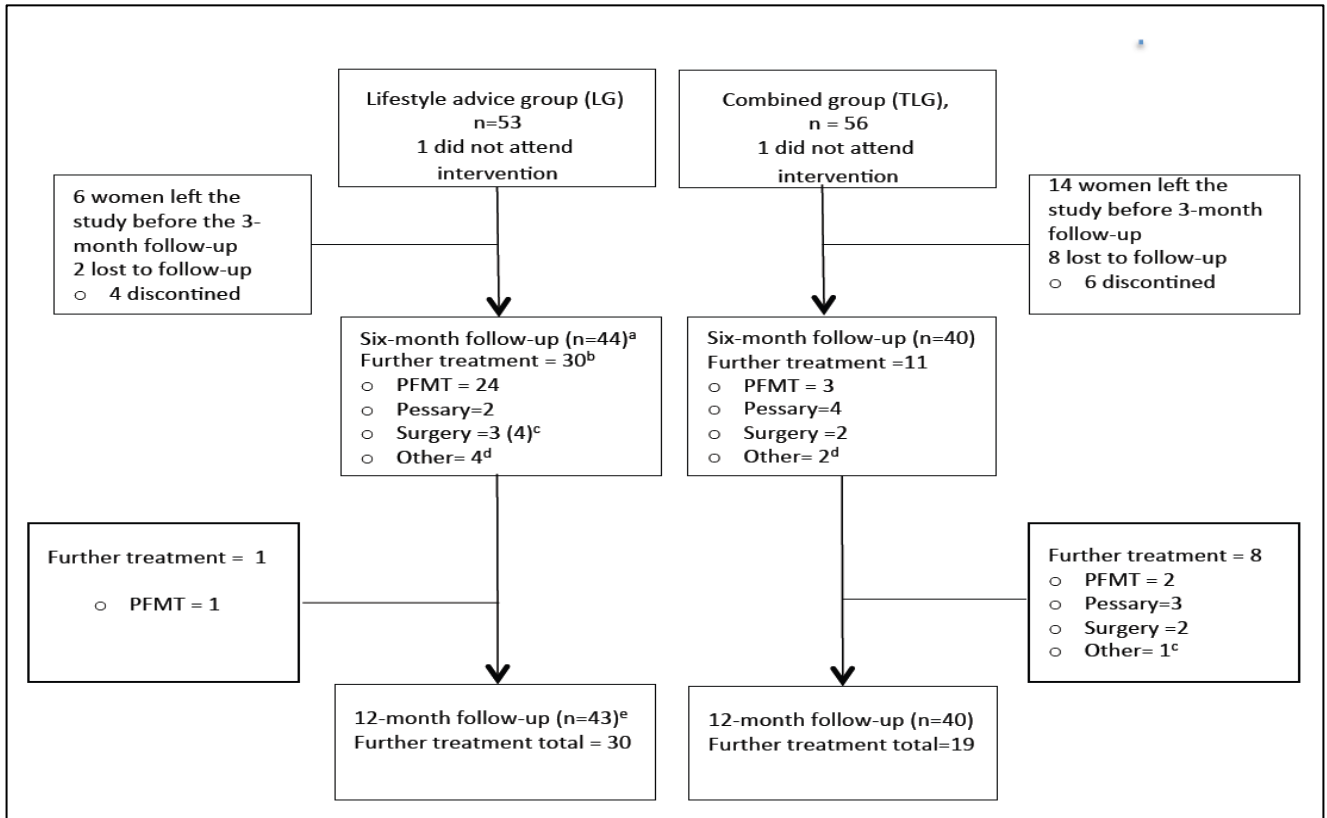 Lifestyle advice group (LG)
n=53
1 did not attend
intervention
Combined group (TLG),
n = 56
1 did not attend
intervention
6 women left the
study before the 3-
month follow-up
2 lost to follow-up
○ 4 discontined
14 women left the
study before 3-month
follow-up
8 lost to follow-up
○ 6 discontined
Six-month follow-up (n=44)ᵃ
Further treatment = 30ᵇ
○ PFMT = 24
○ Pessary=2
○ Surgery =3 (4)ᶜ
○ Other= 4ᵈ
Six-month follow-up (n=40)
Further treatment =11
○ PFMT = 3
○ Pessary=4
○ Surgery =2
○ Other= 2ᵈ
Further treatment = 1
○ PFMT = 1
Further treatment = 8
○ PFMT = 2
○ Pessary=3
○ Surgery =2
○ Other= 1ᶜ
12-month follow-up (n=43)ᵉ
Further treatment total = 30
12-month follow-up (n=40)
Further treatment total=19